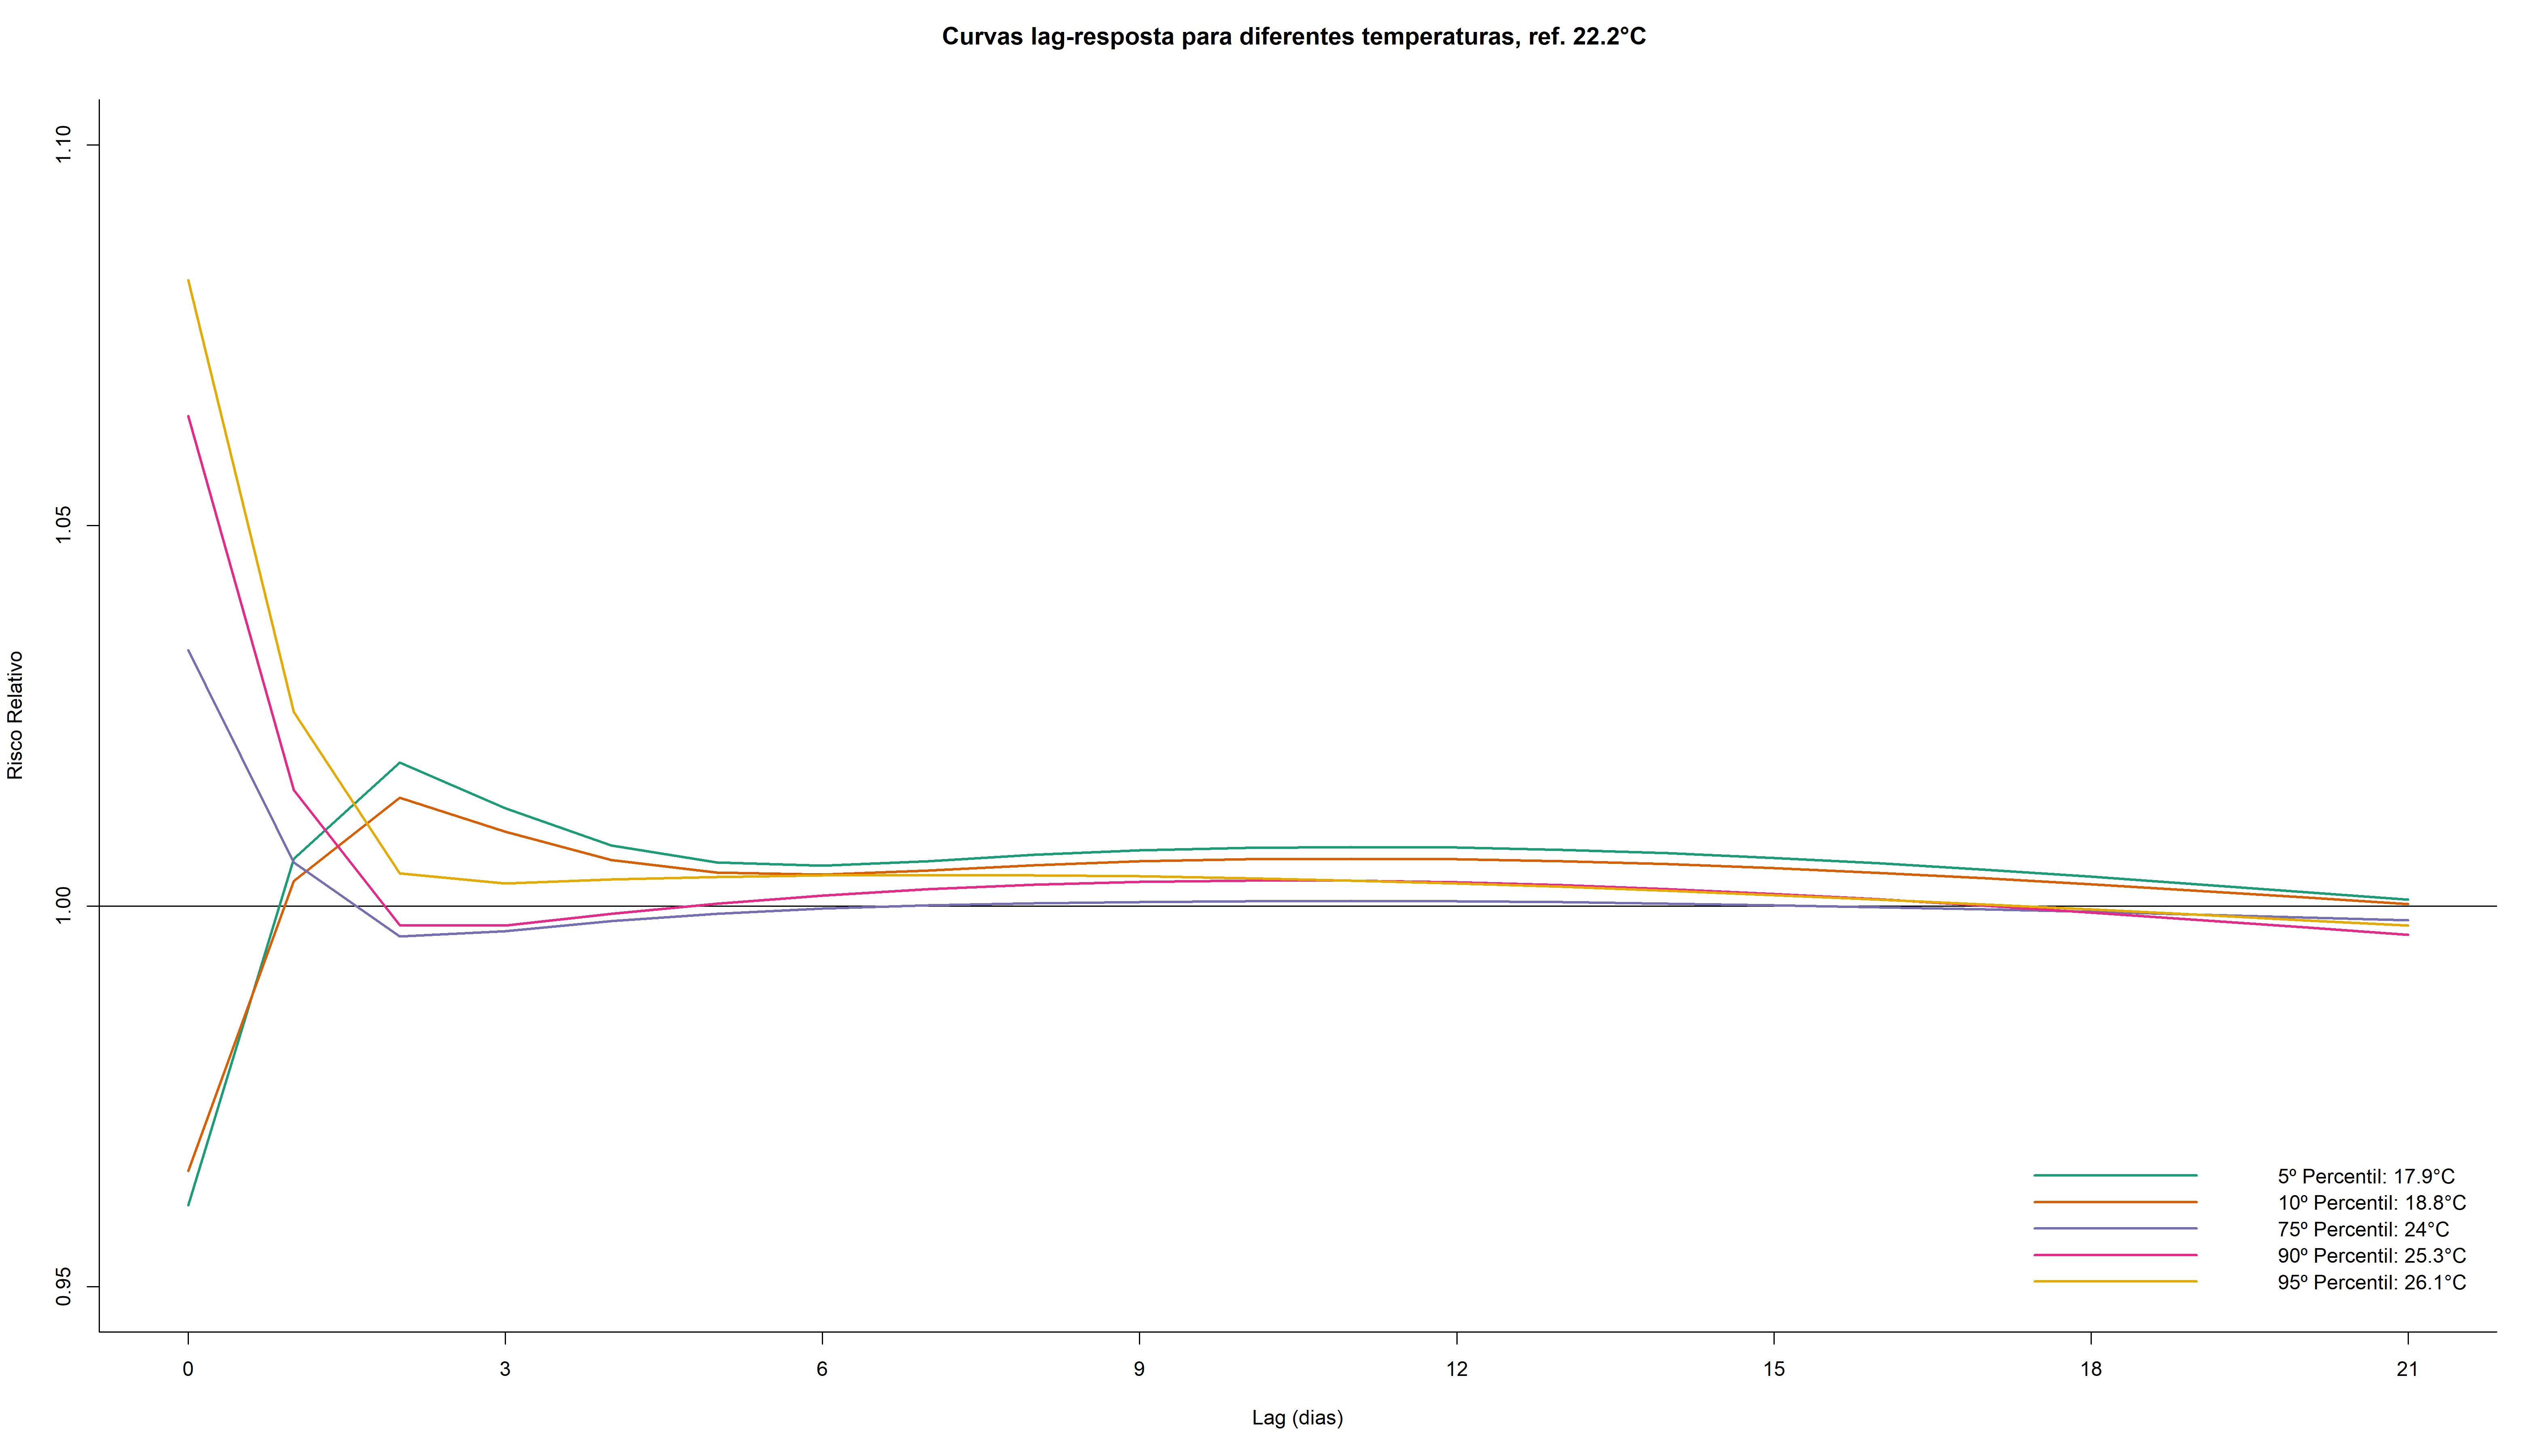 Curvas lag-resposta para diferentes temperaturas, ref. 22.2°C
1.10
1.05
1.00
0.95
Risco Relativo
5º Percentil: 17.9°C
10º Percentil: 18.8°C
75º Percentil: 24°C
90º Percentil: 25.3°C
95º Percentil: 26.1°C
0 3 6 9 12 15 18 21
Lag (dias)